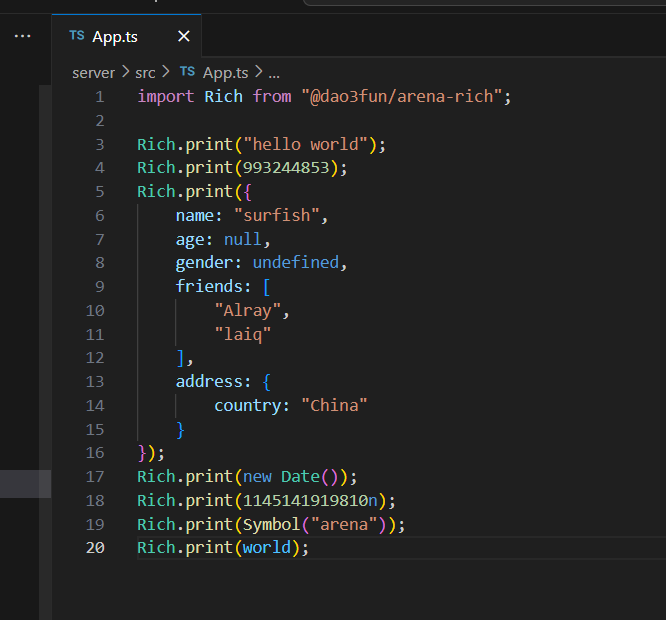 ...
TS App.ts ×
server > src > TS App.ts > ...
1 import Rich from "@dao3fun/arena-rich";
2
3 Rich.print("hello world");
4 Rich.print(993244853);
5 Rich.print({
6     name: "surfish",
7     age: null,
8     gender: undefined,
9     friends: [
10         "Alray",
11         "laiq"
12     ],
13     address: {
14         country: "China"
15     }
16 });
17 Rich.print(new Date());
18 Rich.print(1145141919810n);
19 Rich.print(Symbol("arena"));
20 Rich.print(world);